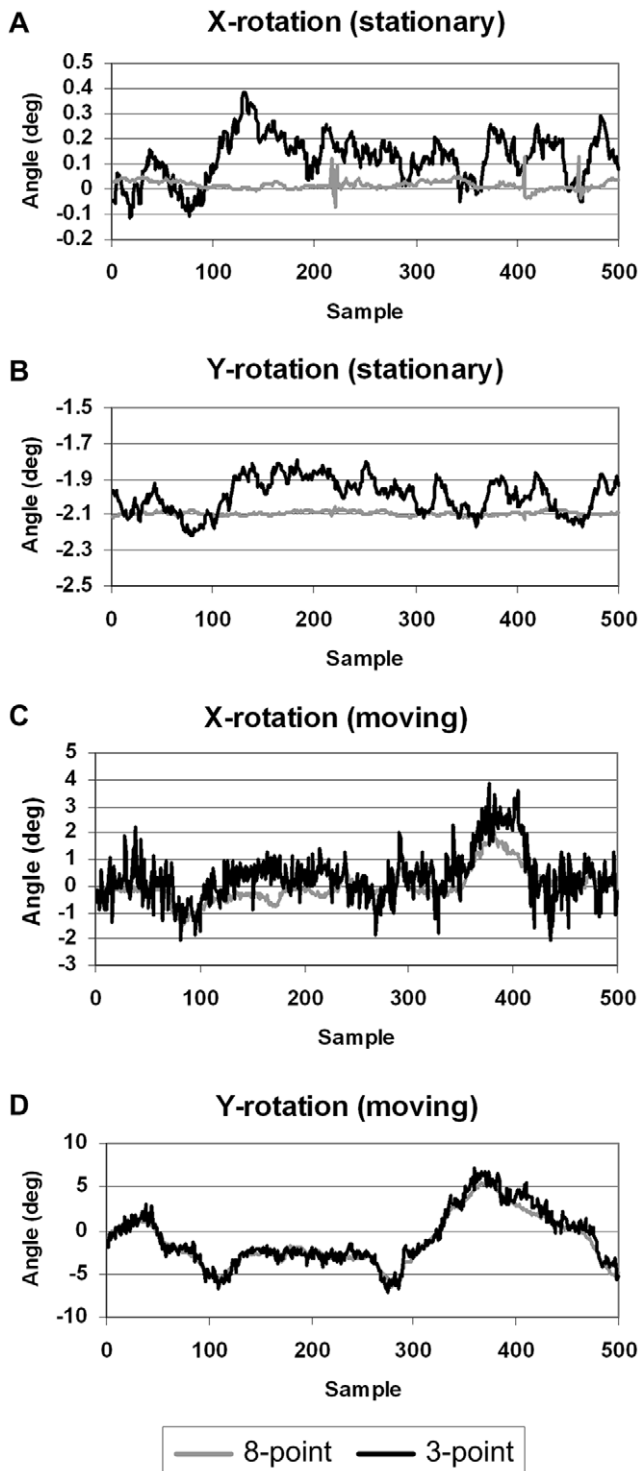 A
X-rotation (stationary)
0.5
0.4
0.3
0.2
0.1
0
-0.1
-0.2
Angle (deg)
0 100 200 300 400 500
Sample
B
Y-rotation (stationary)
-1.5
-1.7
-1.9
-2.1
-2.3
-2.5
Angle (deg)
0 100 200 300 400 500
Sample
C
X-rotation (moving)
5
4
3
2
1
0
-1
-2
-3
Angle (deg)
0 100 200 300 400 500
Sample
D
Y-rotation (moving)
10
5
0
-5
-10
Angle (deg)
0 100 200 300 400 500
Sample
8-point 3-point